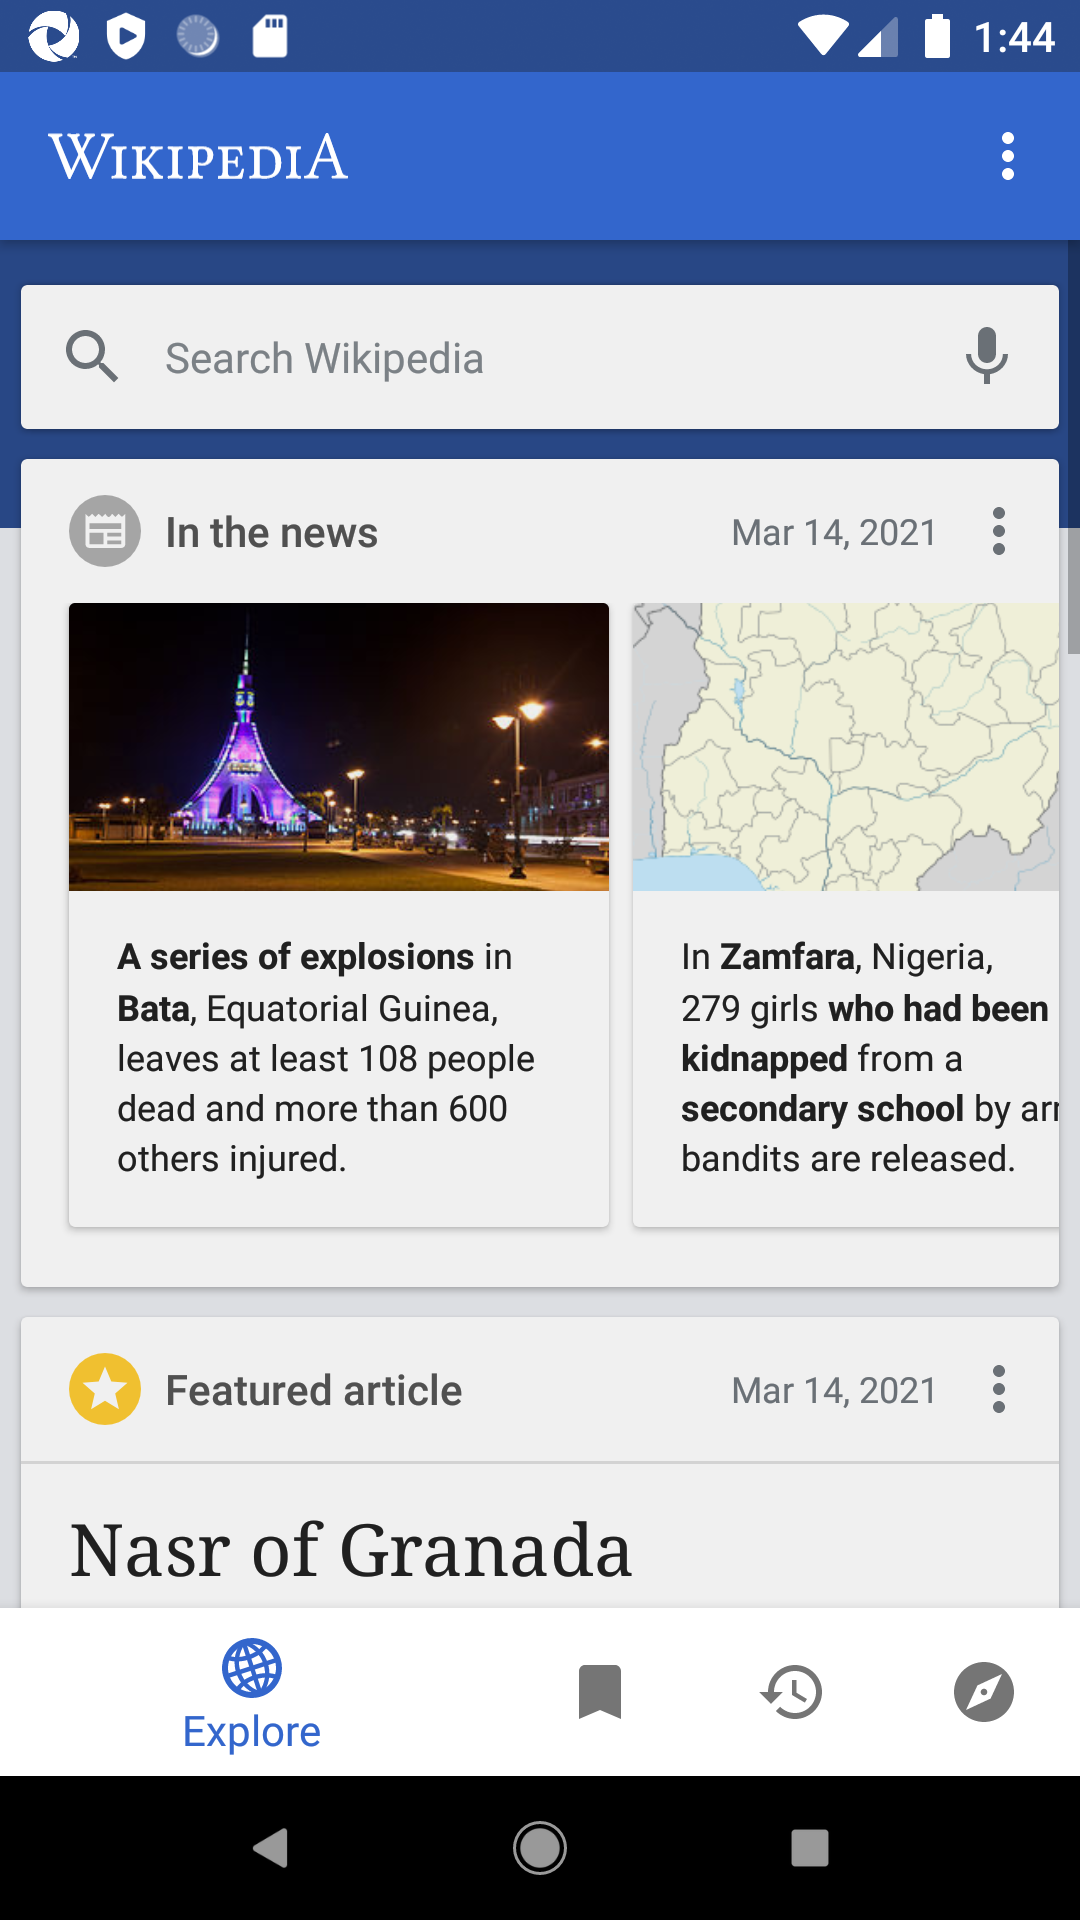 1:44
WIKIPEDIA
Search Wikipedia
In the news
Mar 14, 2021
A series of explosions in
Bata, Equatorial Guinea,
leaves at least 108 people
dead and more than 600
others injured.
In Zamfara, Nigeria,
279 girls who had been
kidnapped from a
secondary school by
bandits are released.
Featured article
Mar 14, 2021
Nasr of Granada
Explore